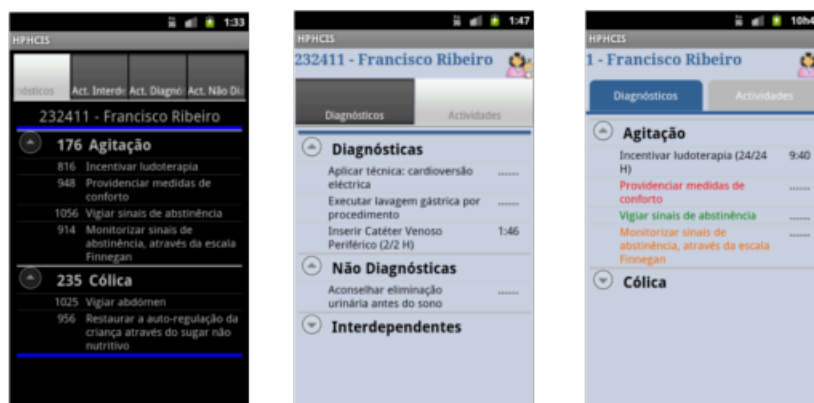 1:33
HPHCIS
nósticos Act. Interde Act. Diagnó Act. Não Di
232411 - Francisco Ribeiro
176 Agitação
816 Incentivar ludoterapia
948 Providenciar medidas de
conforto
1056 Vigiar sinais de abstinência
914 Monitorizar sinais de
abstinência, através da escala
Finnegan
235 Cólica
1025 Vigiar abdómen
956 Restaurar a auto-regulação da
criança através do sugar não
nutritivo
1:47
HPHCIS
232411 - Francisco Ribeiro
Diagnósticos Actividades
Diagnósticas
Aplicar técnica: cardioversão .......
eléctrica
Executar lavagem gástrica por .......
procedimento
Inserir Catéter Venoso 1:46
Periférico (2/2 H)
Não Diagnósticas
Aconselhar eliminação .......
urinária antes do sono
Interdependentes
10h4
HPHCIS
1 - Francisco Ribeiro
Diagnósticos Actividades
Agitação
Incentivar ludoterapia (24/24 9:40
H)
Providenciar medidas de .......
conforto
Vigiar sinais de abstinência .......
Monitorizar sinais de .......
abstinência, através da escala
Finnegan
Cólica